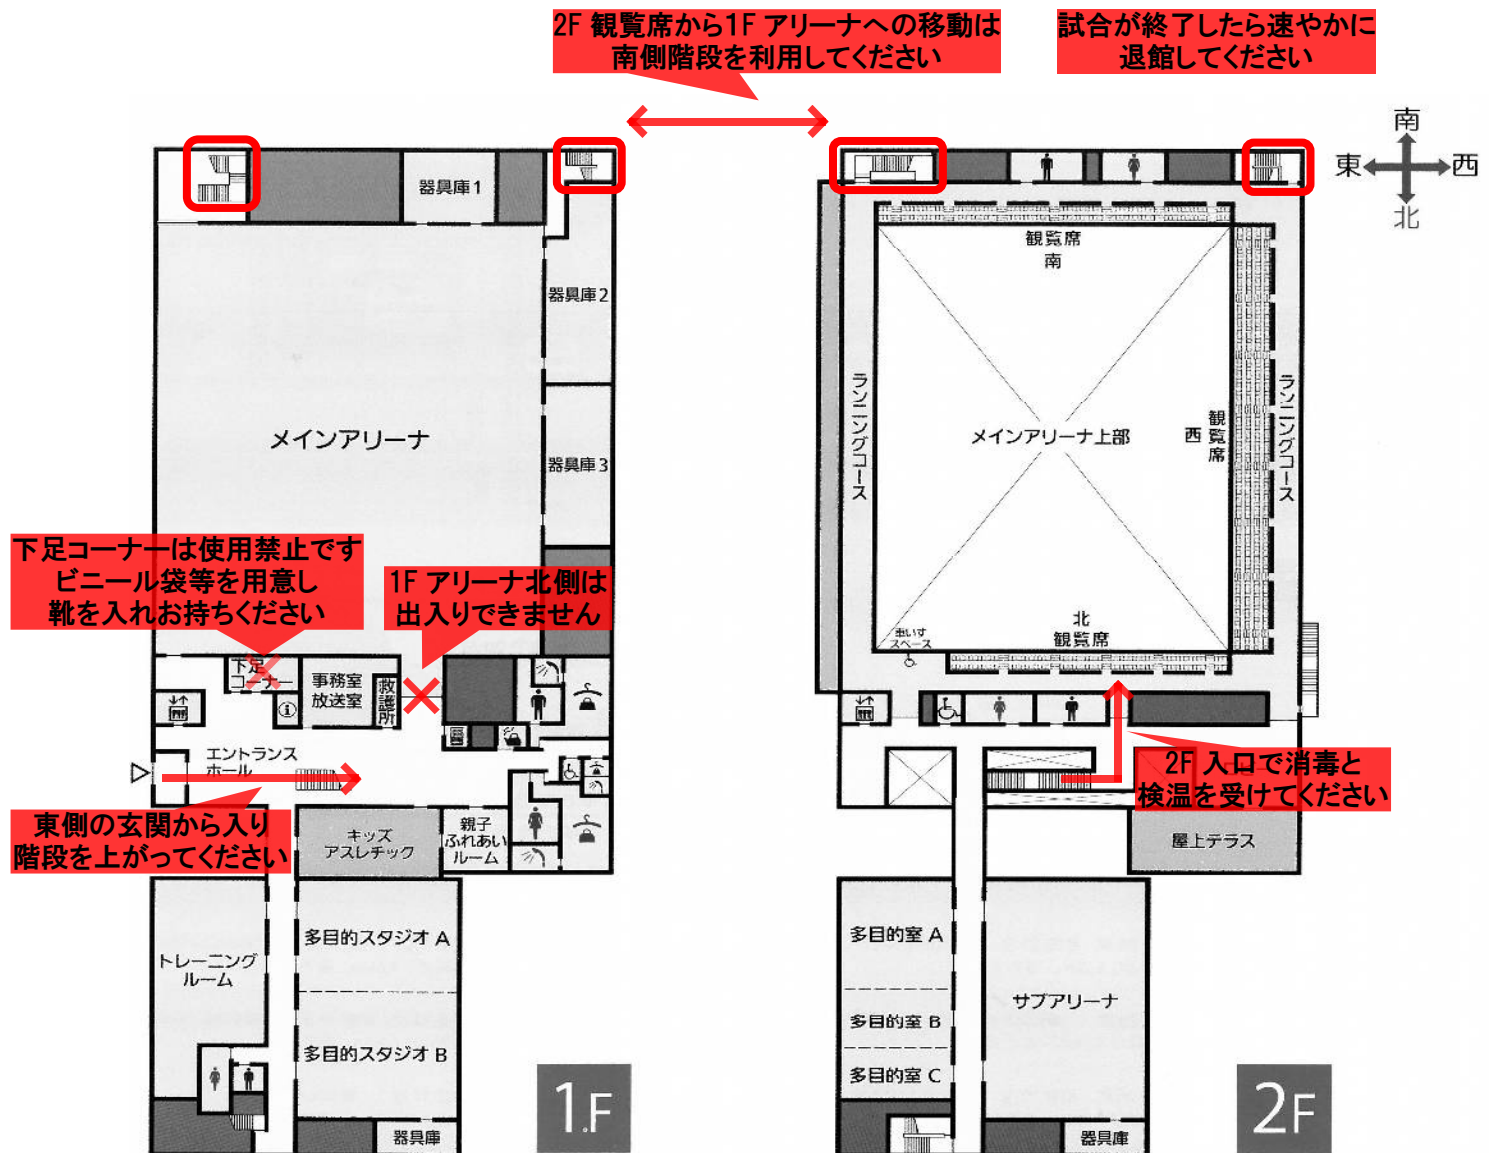 2F 観覧席から1F アリーナへの移動は
南側階段を利用してください
試合が終了したら速やかに
退館してください
南
東
西
北
器具庫1
器具庫2
器具庫3
メインアリーナ
下足コーナーは使用禁止です
ビニール袋等を用意し
靴を入れお持ちください
1F アリーナ北側は
出入りできません
下足
コーナー
事務室
放送室
救護所
エントランス
ホール
東側の玄関から入り
階段を上がってください
キッズ
アスレチック
親子
ふれあい
ルーム
トレーニング
ルーム
多目的スタジオ A
多目的スタジオ B
器具庫
1.F
観覧席
南
ランニングコース
メインアリーナ上部
西
観覧席
ランニングコース
車いす
スペース
北
観覧席
2F 入口で消毒と
検温を受けてください
屋上テラス
多目的室 A
多目的室 B
多目的室 C
サブアリーナ
器具庫
2F